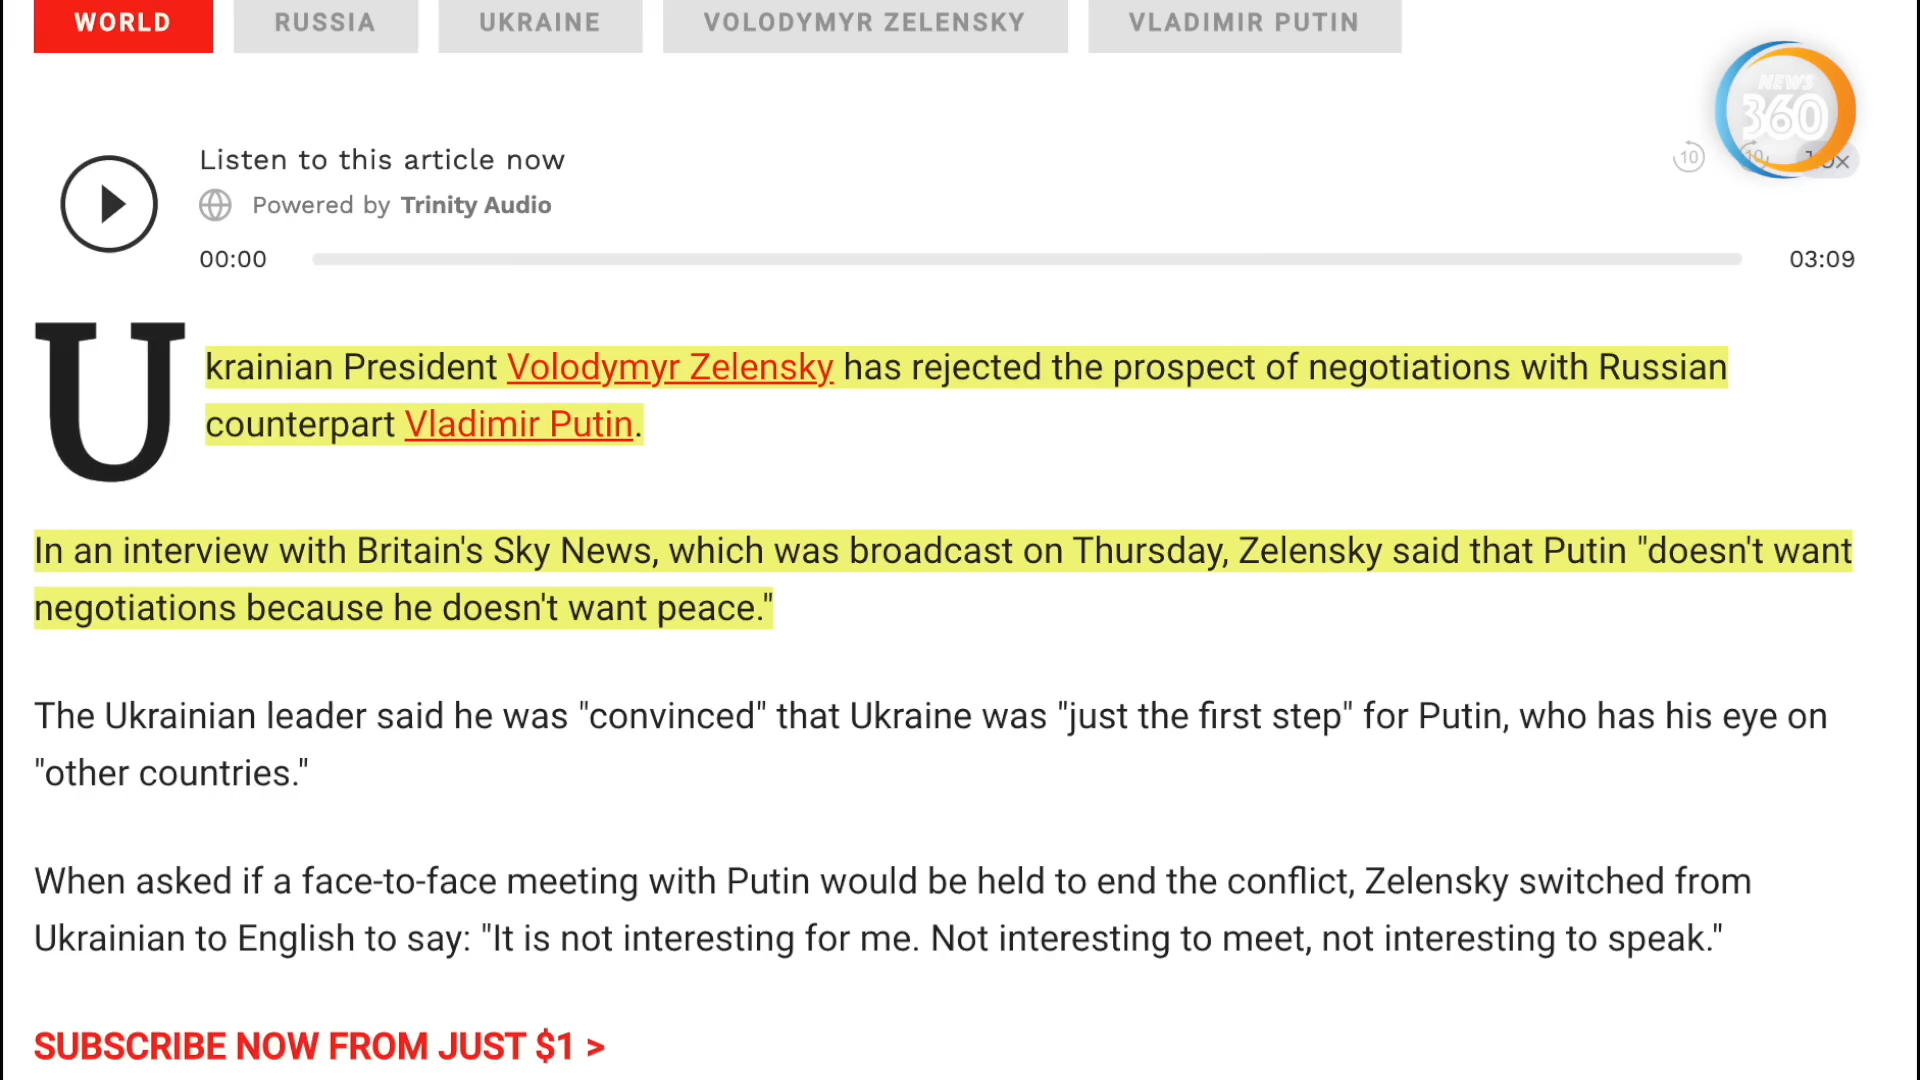 WORLD
RUSSIA
UKRAINE
VOLODYMYR ZELENSKY
VLADIMIR PUTIN
NEWS
360
Listen to this article now
10
10
Powered by Trinity Audio
00:00
03:09
Ukrainian President Volodymyr Zelensky has rejected the prospect of negotiations with Russian
counterpart Vladimir Putin.
In an interview with Britain's Sky News, which was broadcast on Thursday, Zelensky said that Putin "doesn't want
negotiations because he doesn't want peace."
The Ukrainian leader said he was "convinced" that Ukraine was "just the first step" for Putin, who has his eye on
"other countries."
When asked if a face-to-face meeting with Putin would be held to end the conflict, Zelensky switched from
Ukrainian to English to say: "It is not interesting for me. Not interesting to meet, not interesting to speak."
SUBSCRIBE NOW FROM JUST $1 >